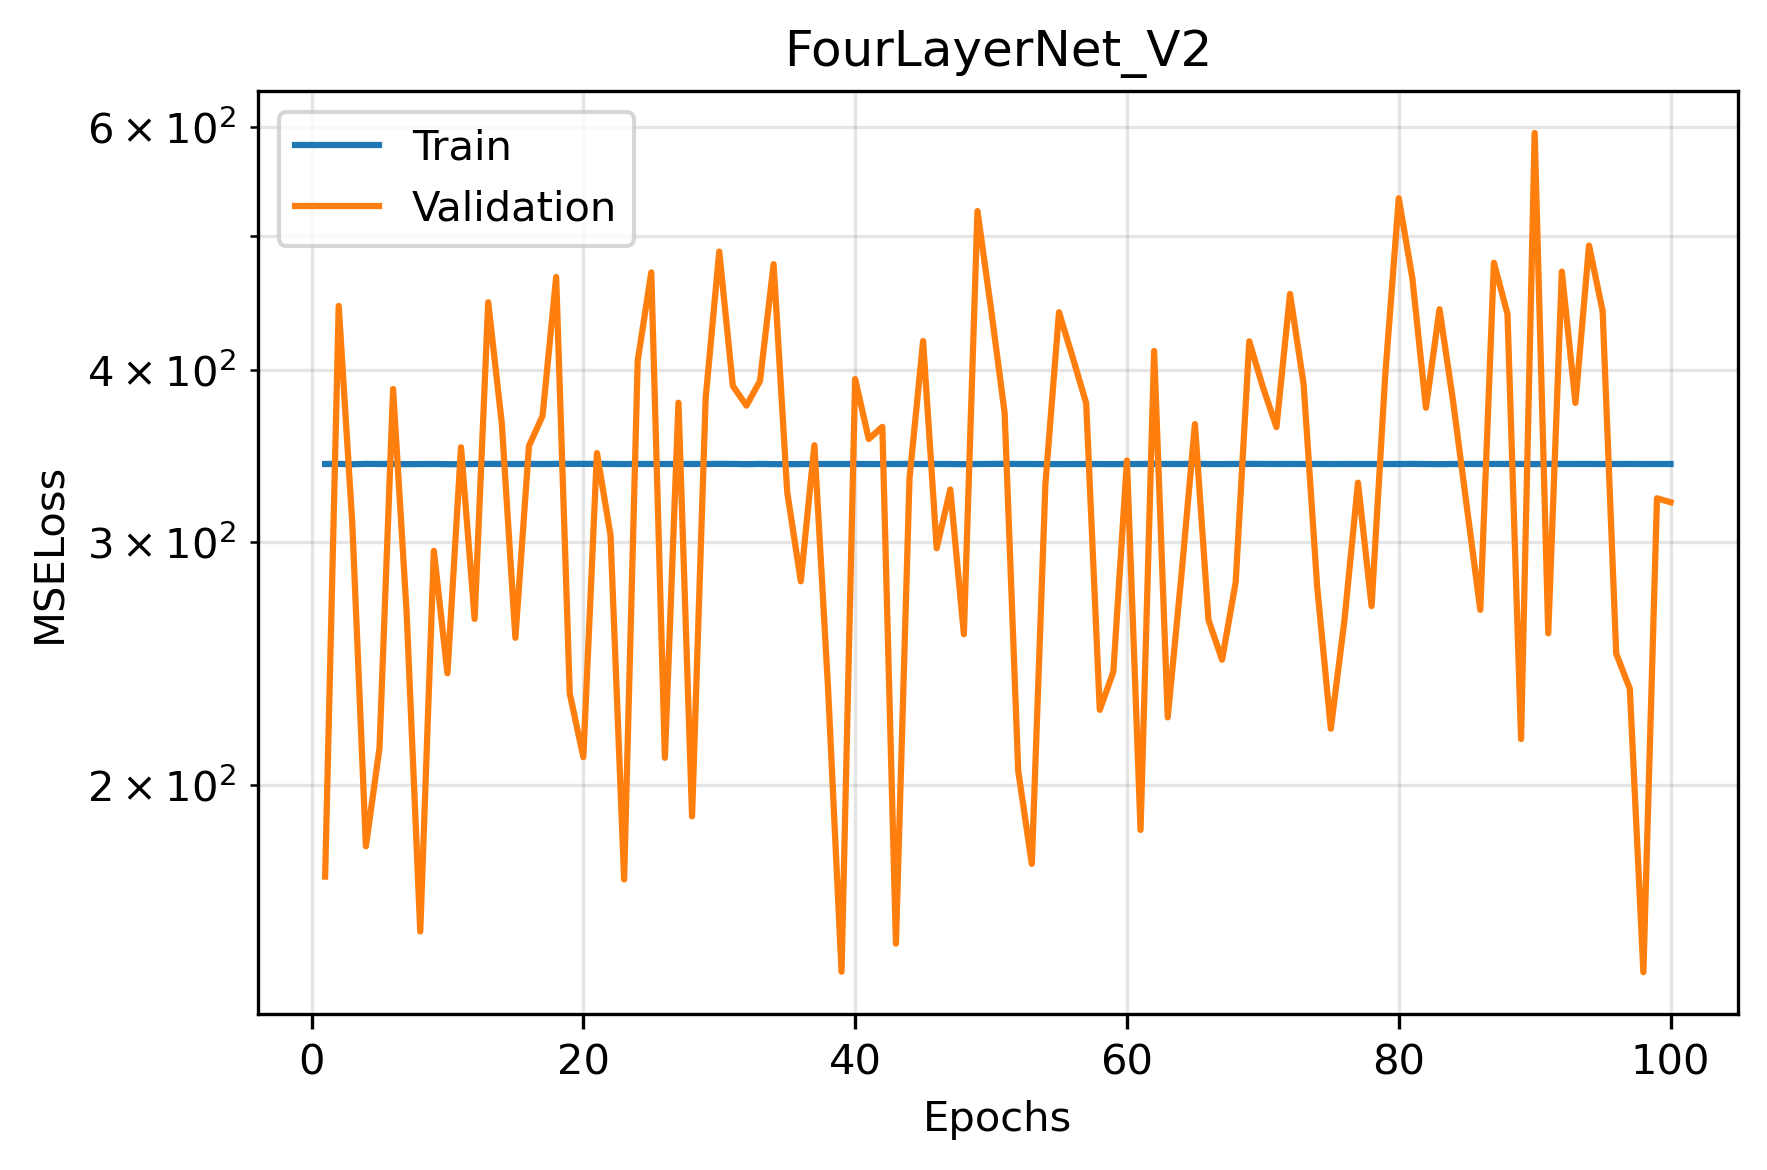 FourLayerNet_V2
Train
Validation
6 × 10²
4 × 10²
3 × 10²
2 × 10²
MSELoss
0 20 40 60 80 100
Epochs